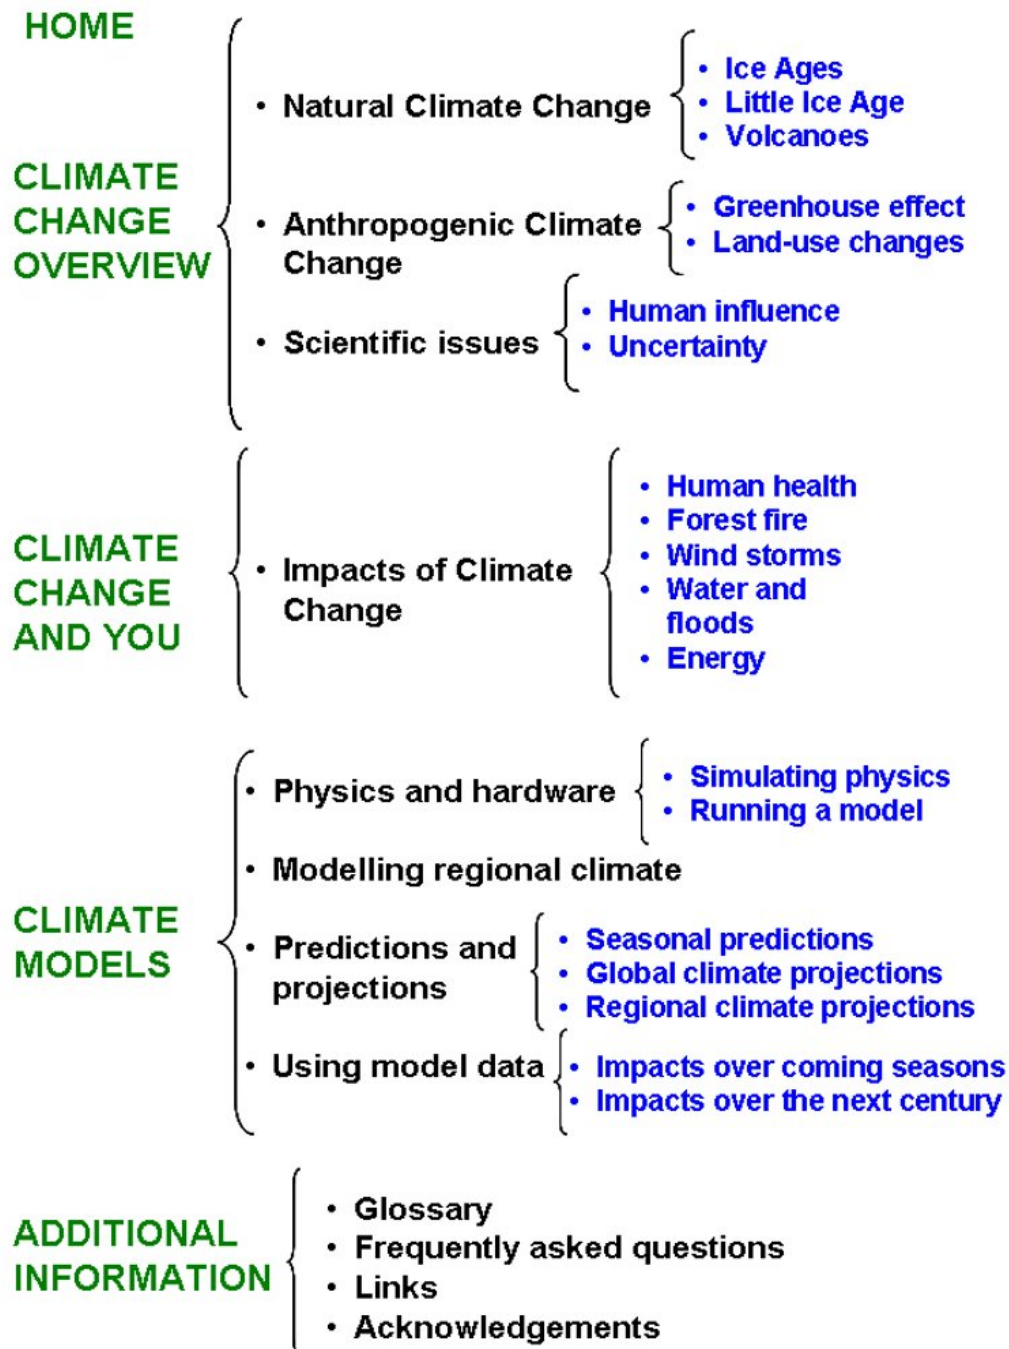 HOME
CLIMATE
CHANGE
OVERVIEW
• Natural Climate Change
• Ice Ages
• Little Ice Age
• Volcanoes
• Anthropogenic Climate
Change
• Greenhouse effect
• Land-use changes
• Scientific issues
• Human influence
• Uncertainty
CLIMATE
CHANGE
AND YOU
• Impacts of Climate
Change
• Human health
• Forest fire
• Wind storms
• Water and
floods
• Energy
CLIMATE
MODELS
• Physics and hardware
• Simulating physics
• Running a model
• Modelling regional climate
• Predictions and
projections
• Seasonal predictions
• Global climate projections
• Regional climate projections
• Using model data
• Impacts over coming seasons
• Impacts over the next century
ADDITIONAL
INFORMATION
• Glossary
• Frequently asked questions
• Links
• Acknowledgements